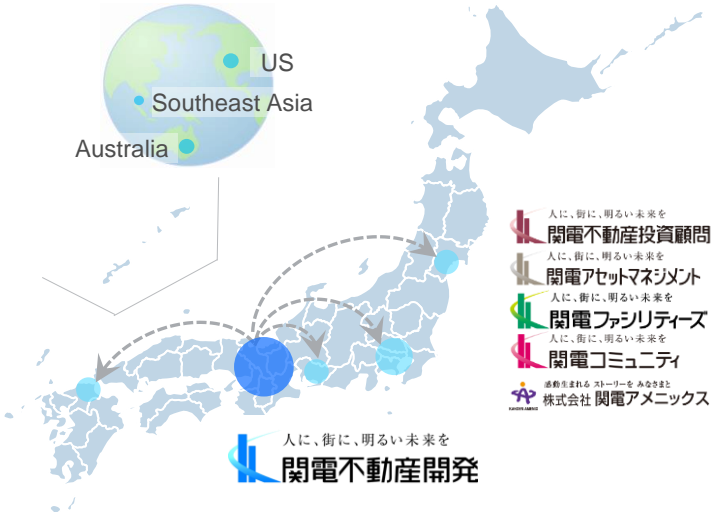 US
Southeast Asia
Australia
人に、街に、明るい未来を
関電不動産投資顧問
人に、街に、明るい未来を
関電アセットマネジメント
人に、街に、明るい未来を
関電ファシリティーズ
人に、街に、明るい未来を
関電コミュニティ
感動生まれる ストーリーを みなさまと
株式会社 関電アメニックス
KANDEN AMENIX
人に、街に、明るい未来を
関電不動産開発